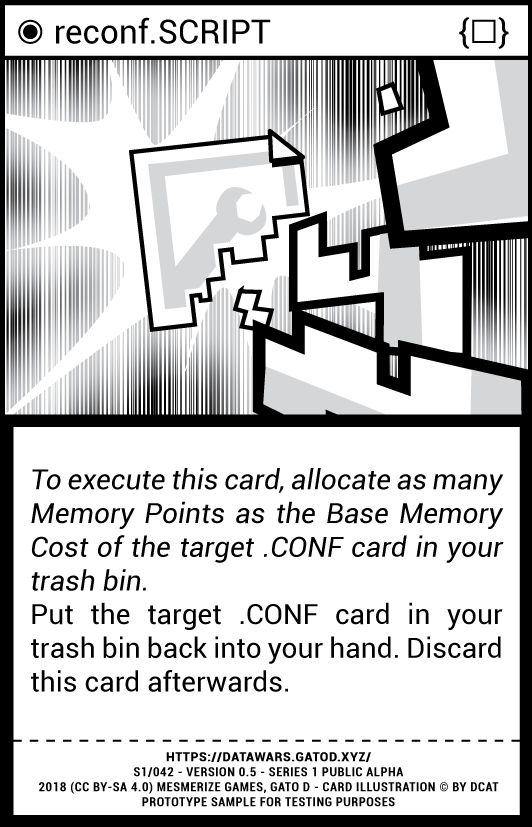 reconf.SCRIPT {□}
To execute this card, allocate as many
Memory Points as the Base Memory
Cost of the target .CONF card in your
trash bin.
Put the target .CONF card in your
trash bin back into your hand. Discard
this card afterwards.
HTTPS://DATAWARS.GATOD.XYZ/
S1/042 - VERSION 0.5 - SERIES 1 PUBLIC ALPHA
2018 (CC BY-SA 4.0) MESMERIZE GAMES, GATO D - CARD ILLUSTRATION © BY DCAT
PROTOTYPE SAMPLE FOR TESTING PURPOSES